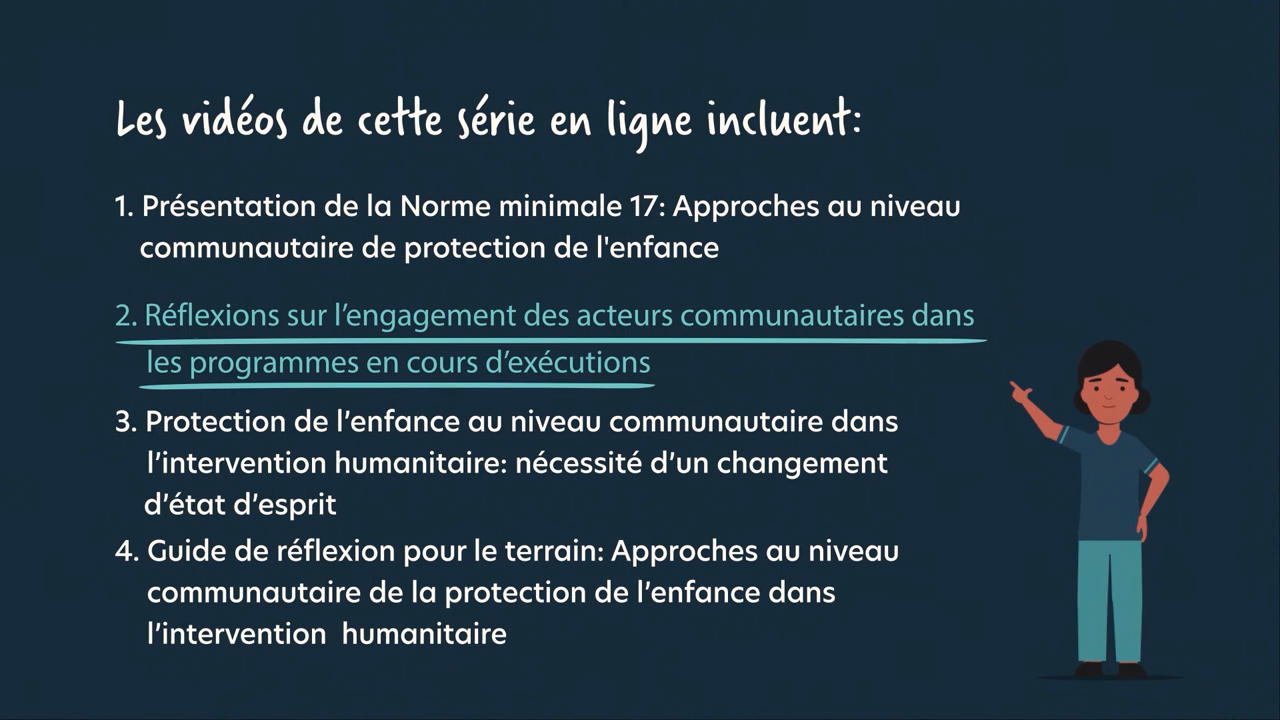 Les vidéos de cette série en ligne incluent:
1. Présentation de la Norme minimale 17: Approches au niveau
communautaire de protection de l'enfance
2. Réflexions sur l’engagement des acteurs communautaires dans
les programmes en cours d’exécutions
3. Protection de l’enfance au niveau communautaire dans
l’intervention humanitaire: nécessité d’un changement
d’état d’esprit
4. Guide de réflexion pour le terrain: Approches au niveau
communautaire de la protection de l’enfance dans
l’intervention humanitaire